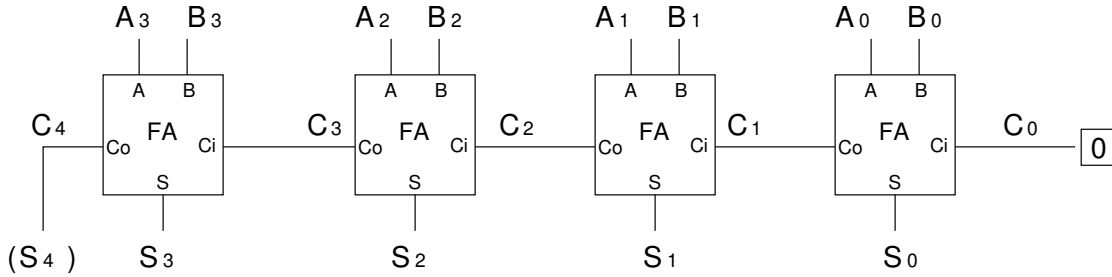 A3 B3 A2 B2 A1 B1 A0 B0
A B A B A B A B
C4 FA C3 FA C2 FA C1 FA C0
Co Ci Co Ci Co Ci Co Ci 0
S S S S
(S4) S3 S2 S1 S0